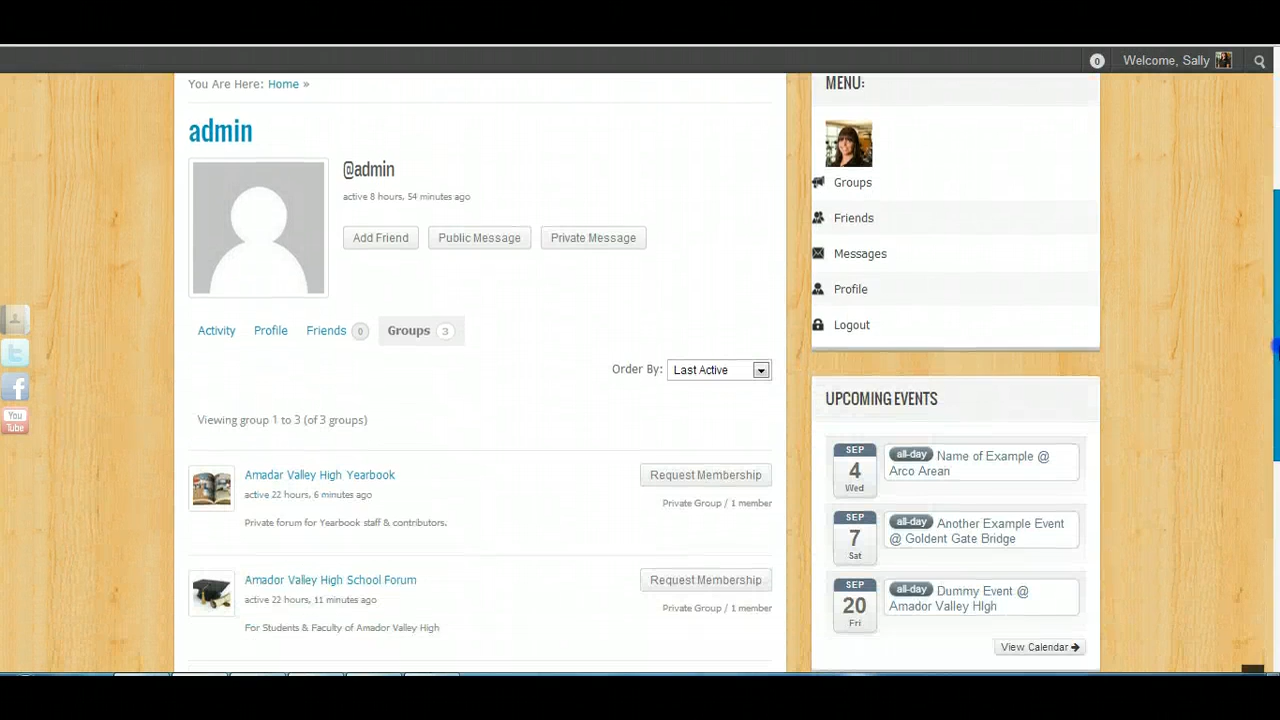 0
Welcome, Sally
You Are Here: Home »
admin
@admin
active 8 hours, 54 minutes ago
Add Friend
Public Message
Private Message
Activity
Profile
Friends 0
Groups 3
Order By: Last Active
Viewing group 1 to 3 (of 3 groups)
Amadar Valley High Yearbook
active 22 hours, 6 minutes ago
Private forum for Yearbook staff & contributors.
Request Membership
Private Group / 1 member
Amador Valley High School Forum
active 22 hours, 11 minutes ago
For Students & Faculty of Amador Valley High
Request Membership
Private Group / 1 member
MENU:
Groups
Friends
Messages
Profile
Logout
UPCOMING EVENTS
SEP
4
Wed
all-day Name of Example @
Arco Arean
SEP
7
Sat
all-day Another Example Event
@ Goldent Gate Bridge
SEP
20
Fri
all-day Dummy Event @
Amador Valley HIgh
View Calendar
You
Tube